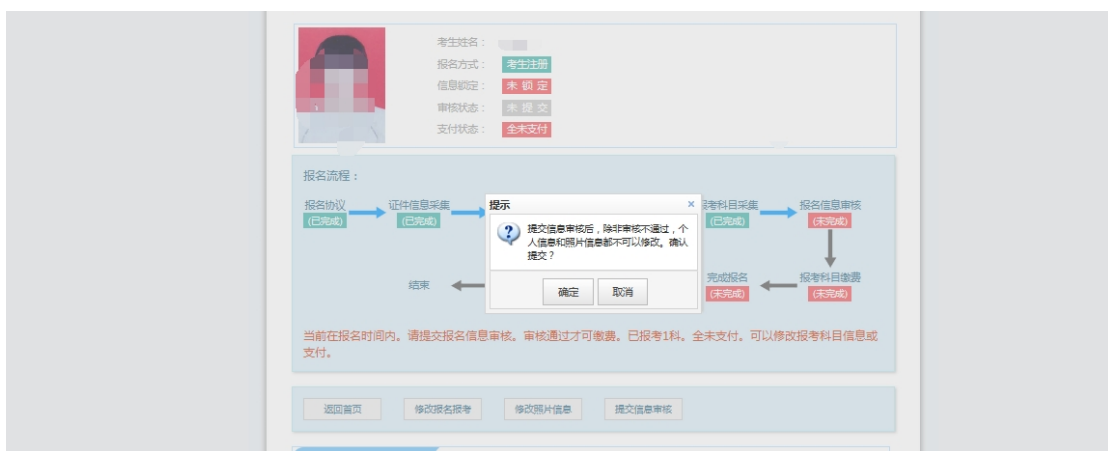 考生姓名：
报名方式： 考生注册
信息锁定： 未 锁 定
审核状态： 未 提 交
支付状态： 全未支付
报名流程：
报名协议 证件信息采集 报考科目采集 报名信息审核
(已完成) (已完成) (已完成) (未完成)
提示 ×
提交信息审核后，除非审核不通过，个
人信息和照片信息都不可以修改。确认
提交？
确定 取消
结束 完成报名 报考科目缴费
(未完成) (未完成)
当前在报名时间内。请提交报名信息审核。审核通过才可缴费。已报考1科。全未支付。可以修改报考科目信息或
支付。
返回首页 修改报名报考 修改照片信息 提交信息审核